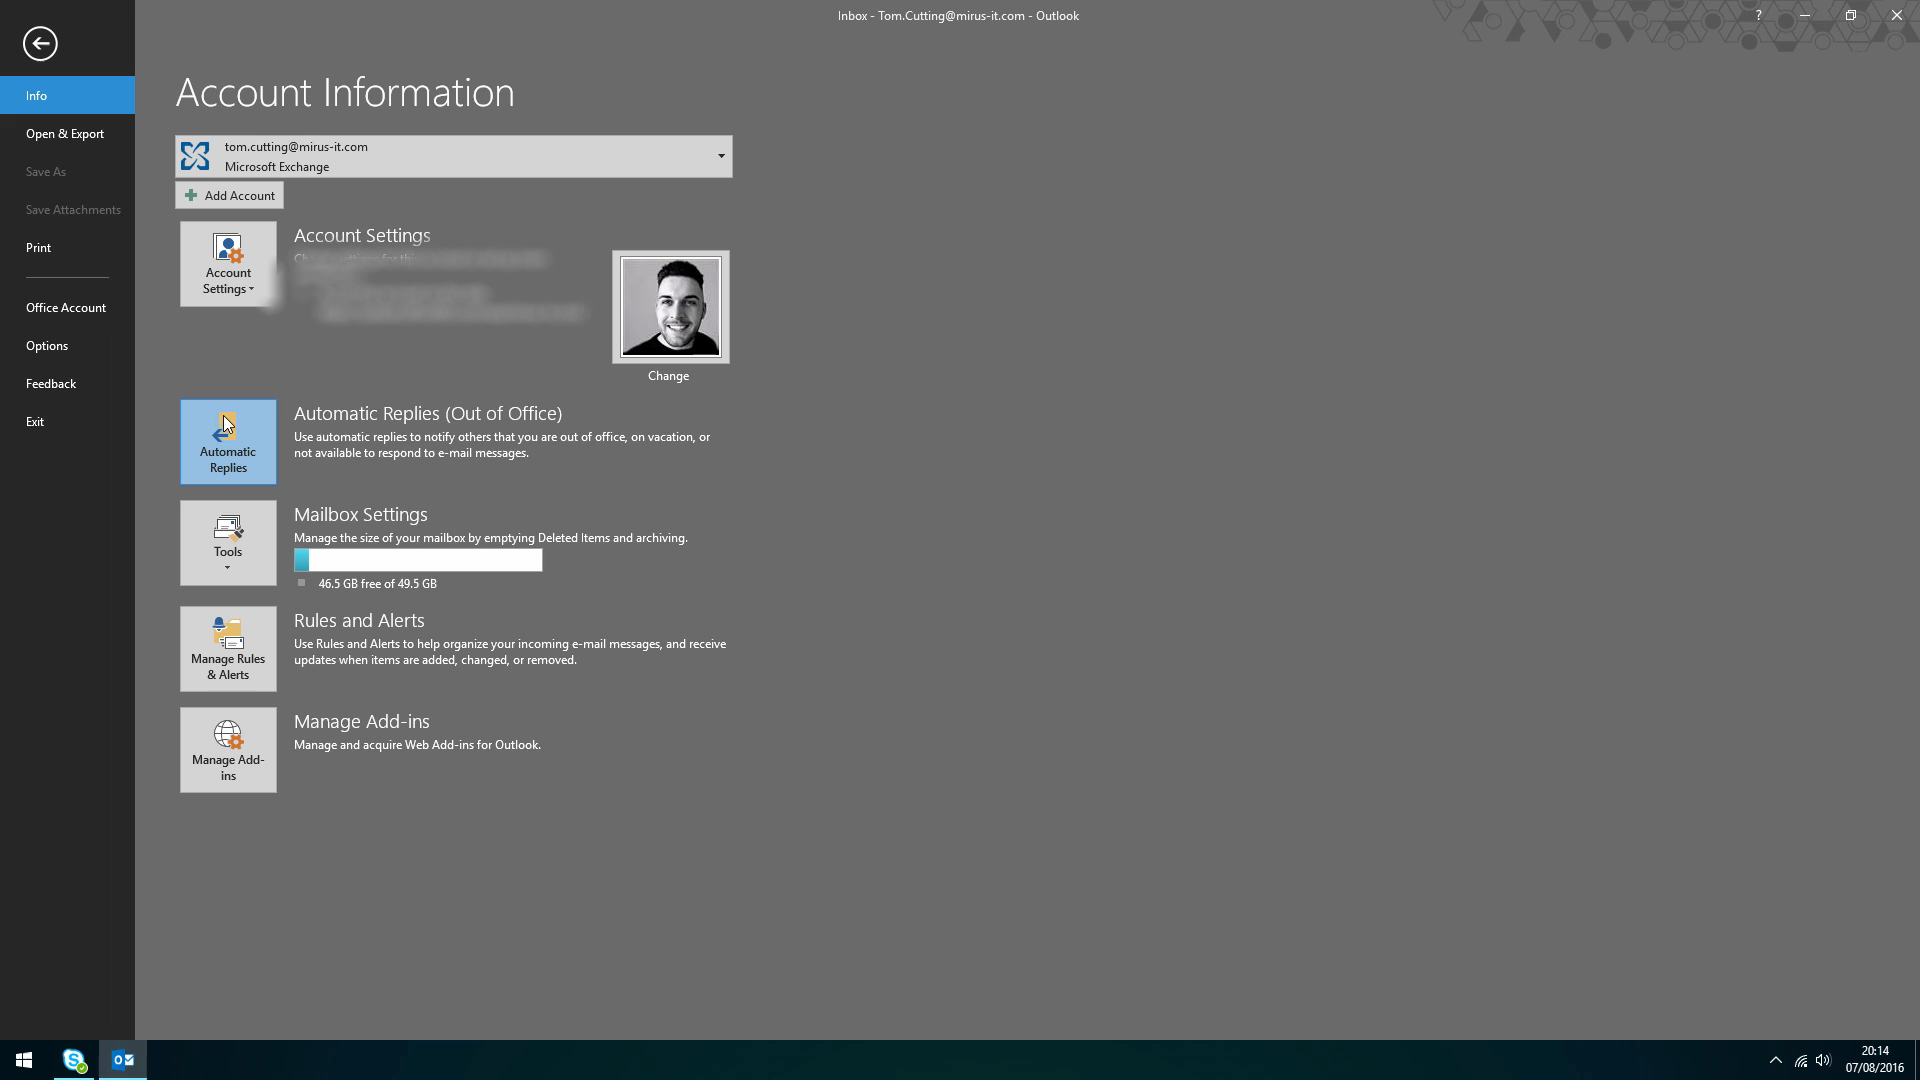 Inbox - Tom.Cutting@mirus-it.com - Outlook
?
Info
Open & Export
Save As
Save Attachments
Print
Office Account
Options
Feedback
Exit
Account Information
tom.cutting@mirus-it.com
Microsoft Exchange
Add Account
Account
Settings
Account Settings
Change
Automatic
Replies
Automatic Replies (Out of Office)
Use automatic replies to notify others that you are out of office, on vacation, or
not available to respond to e-mail messages.
Tools
Mailbox Settings
Manage the size of your mailbox by emptying Deleted Items and archiving.
46.5 GB free of 49.5 GB
Manage Rules
& Alerts
Rules and Alerts
Use Rules and Alerts to help organize your incoming e-mail messages, and receive
updates when items are added, changed, or removed.
Manage Add-
ins
Manage Add-ins
Manage and acquire Web Add-ins for Outlook.
20:14
07/08/2016